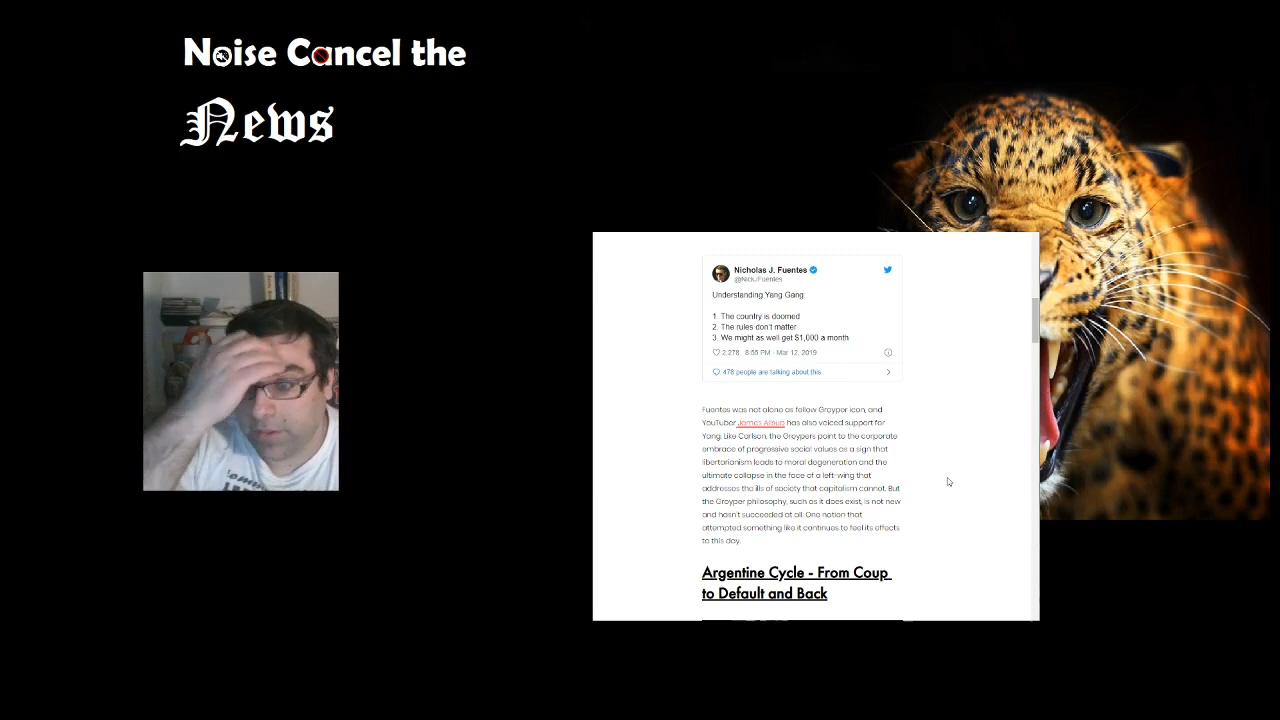 Noise Cancel the
News
Nicholas J. Fuentes
@NickJFuentes
Understanding Yang Gang:
1. The country is doomed
2. The rules don't matter
3. We might as well get $1,000 a month
2,278 8:55 PM - Mar 12, 2019
478 people are talking about this
Fuentes was not alone as fellow Groyper icon, and
YouTuber James Allsup has also voiced support for
Yang. Like Carlson, the Groypers point to the corporate
embrace of progressive social values as a sign that
libertarianism leads to moral degeneration and the
ultimate collapse in the face of a left-wing that
addresses the ills of society that capitalism cannot. But
the Groyper philosophy, such as it does exist, is not new
and hasn't succeeded at all. One nation that
attempted something like it continues to feel its effects
to this day.
Argentine Cycle - From Coup
to Default and Back